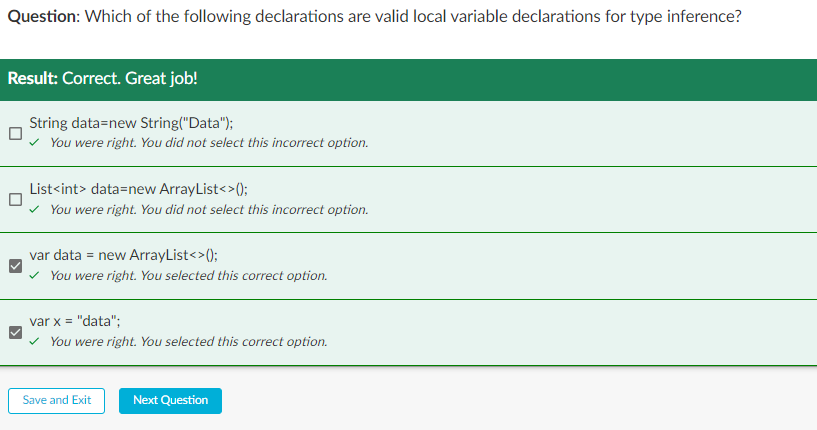 Question: Which of the following declarations are valid local variable declarations for type inference?
Result: Correct. Great job!
String data=new String("Data");
You were right. You did not select this incorrect option.
List<int> data=new ArrayList<>();
You were right. You did not select this incorrect option.
var data = new ArrayList<>();
You were right. You selected this correct option.
var x = "data";
You were right. You selected this correct option.
Save and Exit
Next Question